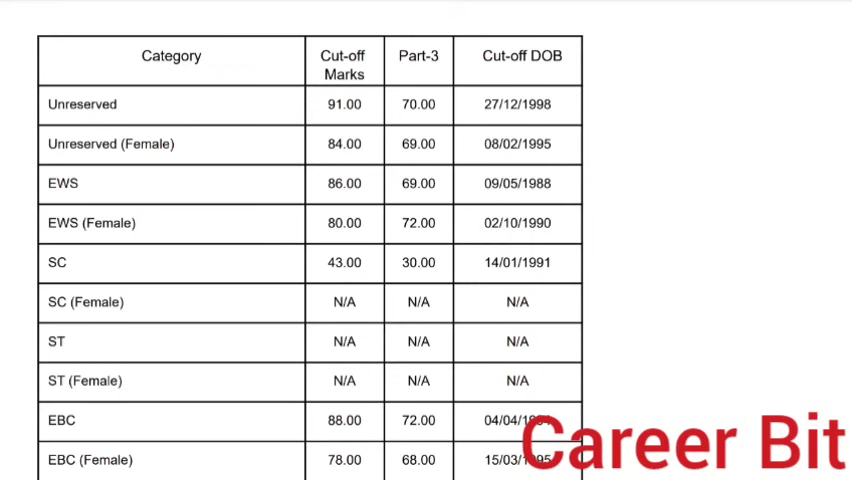 Category Cut-off Marks Part-3 Cut-off DOB
Unreserved 91.00 70.00 27/12/1998
Unreserved (Female) 84.00 69.00 08/02/1995
EWS 86.00 69.00 09/05/1988
EWS (Female) 80.00 72.00 02/10/1990
SC 43.00 30.00 14/01/1991
SC (Female) N/A N/A N/A
ST N/A N/A N/A
ST (Female) N/A N/A N/A
EBC 88.00 72.00
EBC (Female) 78.00 68.00
Career Bit